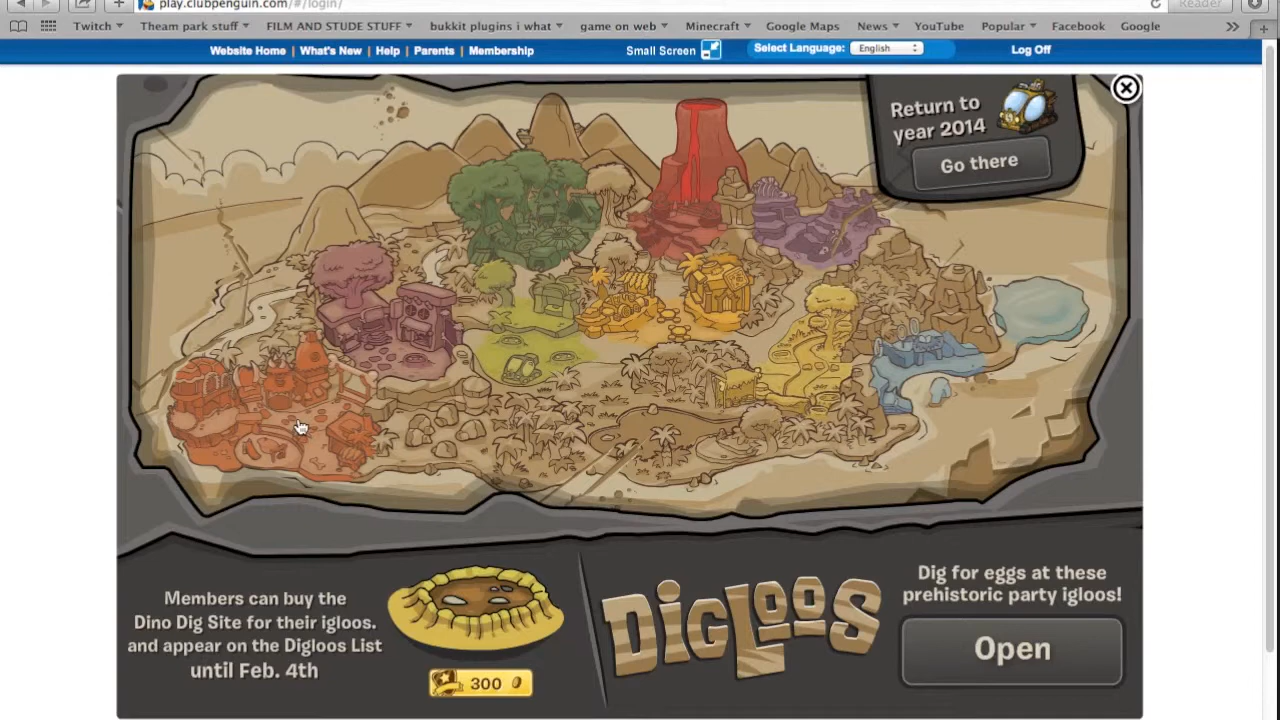 play.clubpenguin.com/#/login/
Reader
Twitch
Theam park stuff
FILM AND STUDE STUFF
bukkit plugins i what
game on web
Minecraft
Google Maps
News
YouTube
Popular
Facebook
Google
Website Home | What's New | Help | Parents | Membership
Small Screen
Select Language:
English
Log Off
Return to
year 2014
Go there
Members can buy the
Dino Dig Site for their igloos.
and appear on the Digloos List
until Feb. 4th
300
DIGLOOS
Dig for eggs at these
prehistoric party igloos!
Open